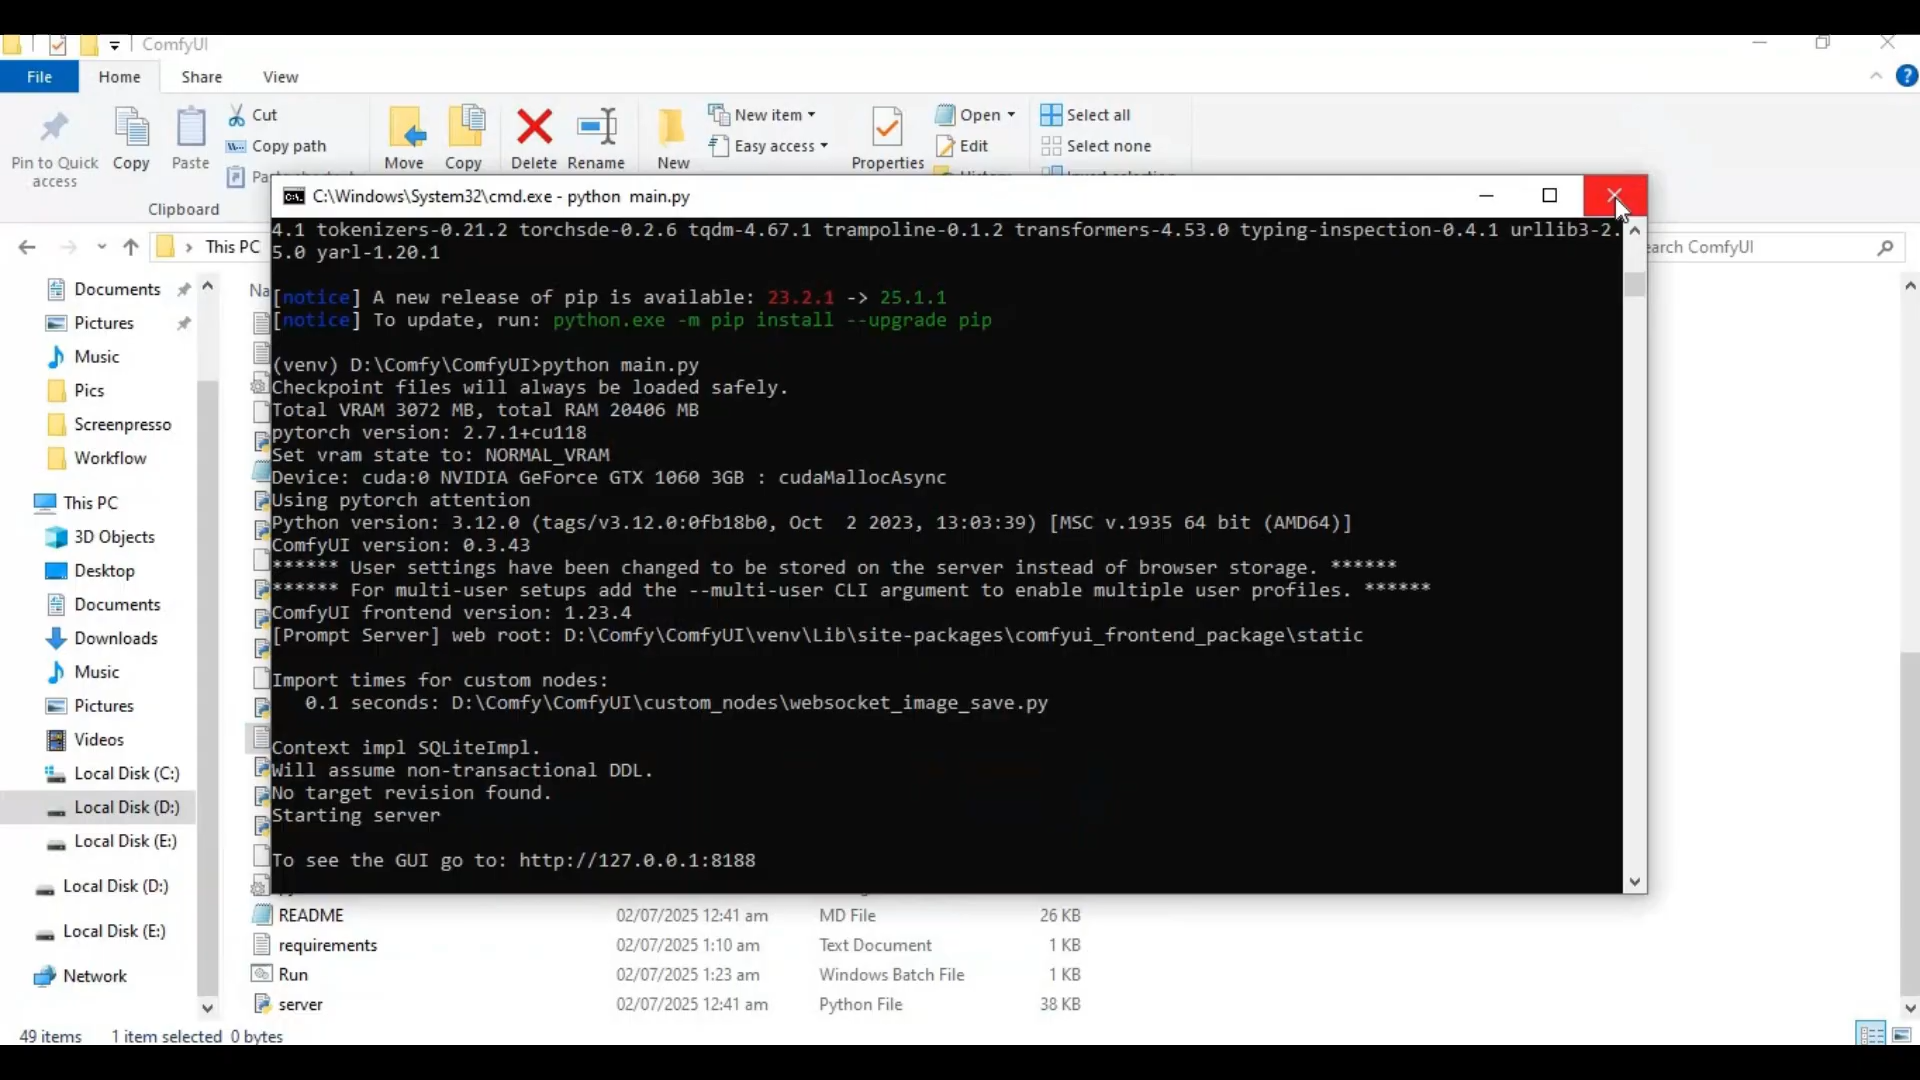 ComfyUI
File Home Share View
Pin to Quick access
Copy
Paste
Cut
Copy path
Clipboard
Move
Copy
Delete
Rename
New
New item
Easy access
Properties
Open
Edit
Select all
Select none
C:\Windows\System32\cmd.exe - python  main.py
This PC
Search ComfyUI
Documents
Pictures
Music
Pics
Screenpresso
Workflow
This PC
3D Objects
Desktop
Documents
Downloads
Music
Pictures
Videos
Local Disk (C:)
Local Disk (D:)
Local Disk (E:)
Local Disk (D:)
Local Disk (E:)
Network
4.1 tokenizers-0.21.2 torchsde-0.2.6 tqdm-4.67.1 trampoline-0.1.2 transformers-4.53.0 typing-inspection-0.4.1 urllib3-2.
5.0 yarl-1.20.1
[notice] A new release of pip is available: 23.2.1 -> 25.1.1
[notice] To update, run: python.exe -m pip install --upgrade pip
(venv) D:\Comfy\ComfyUI>python main.py
Checkpoint files will always be loaded safely.
Total VRAM 3072 MB, total RAM 20406 MB
pytorch version: 2.7.1+cu118
Set vram state to: NORMAL_VRAM
Device: cuda:0 NVIDIA GeForce GTX 1060 3GB : cudaMallocAsync
Using pytorch attention
Python version: 3.12.0 (tags/v3.12.0:0fb18b0, Oct  2 2023, 13:03:39) [MSC v.1935 64 bit (AMD64)]
ComfyUI version: 0.3.43
****** User settings have been changed to be stored on the server instead of browser storage. ******
****** For multi-user setups add the --multi-user CLI argument to enable multiple user profiles. ******
ComfyUI frontend version: 1.23.4
[Prompt Server] web root: D:\Comfy\ComfyUI\venv\Lib\site-packages\comfyui_frontend_package\static
Import times for custom nodes:
   0.1 seconds: D:\Comfy\ComfyUI\custom_nodes\websocket_image_save.py
Context impl SQLiteImpl.
Will assume non-transactional DDL.
No target revision found.
Starting server
To see the GUI go to: http://127.0.0.1:8188
README 02/07/2025 12:41 am MD File 26 KB
requirements 02/07/2025 1:10 am Text Document 1 KB
Run 02/07/2025 1:23 am Windows Batch File 1 KB
server 02/07/2025 12:41 am Python File 38 KB
49 items 1 item selected 0 bytes